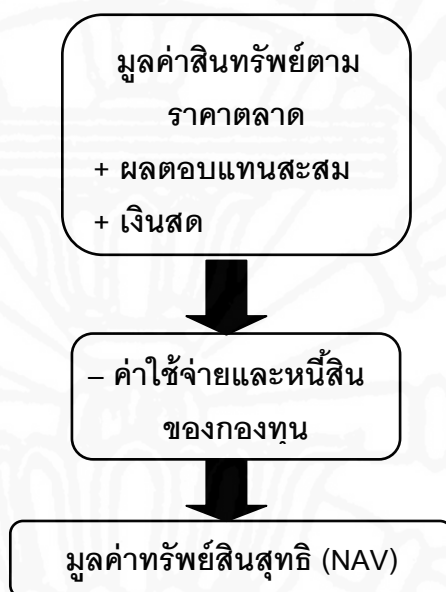 มูลค่าสินทรัพย์ตาม
ราคาตลาด
+ ผลตอบแทนสะสม
+ เงินสด
– ค่าใช้จ่ายและหนี้สิน
ของกองทุน
มูลค่าทรัพย์สินสุทธิ (NAV)